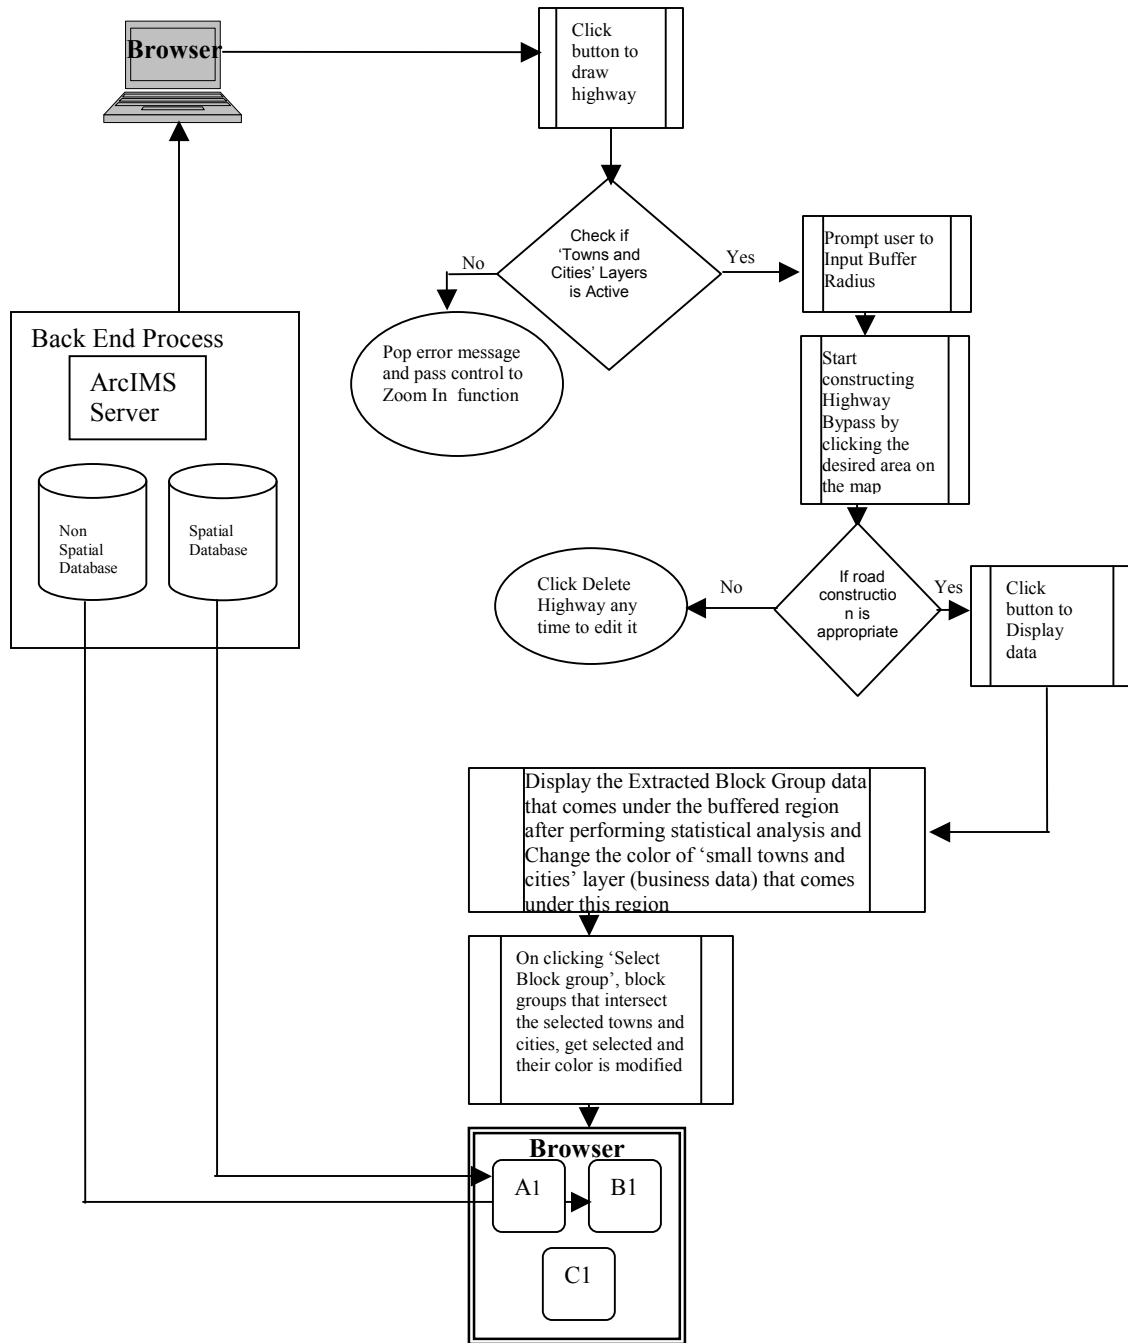 Browser
Click
button to
draw
highway
Check if
‘Towns and
Cities’ Layers
is Active
No
Yes
Prompt user to
Input Buffer
Radius
Pop error message
and pass control to
Zoom In function
Back End Process
ArcIMS
Server
Non
Spatial
Database
Spatial
Database
Start
constructing
Highway
Bypass by
clicking the
desired area on
the map
If road
constructio
n is
appropriate
No
Yes
Click Delete
Highway any
time to edit it
Click
button to
Display
data
Display the Extracted Block Group data
that comes under the buffered region
after performing statistical analysis and
Change the color of ‘small towns and
cities’ layer (business data) that comes
under this region
On clicking ‘Select
Block group’, block
groups that intersect
the selected towns and
cities, get selected and
their color is modified
Browser
A1
B1
C1